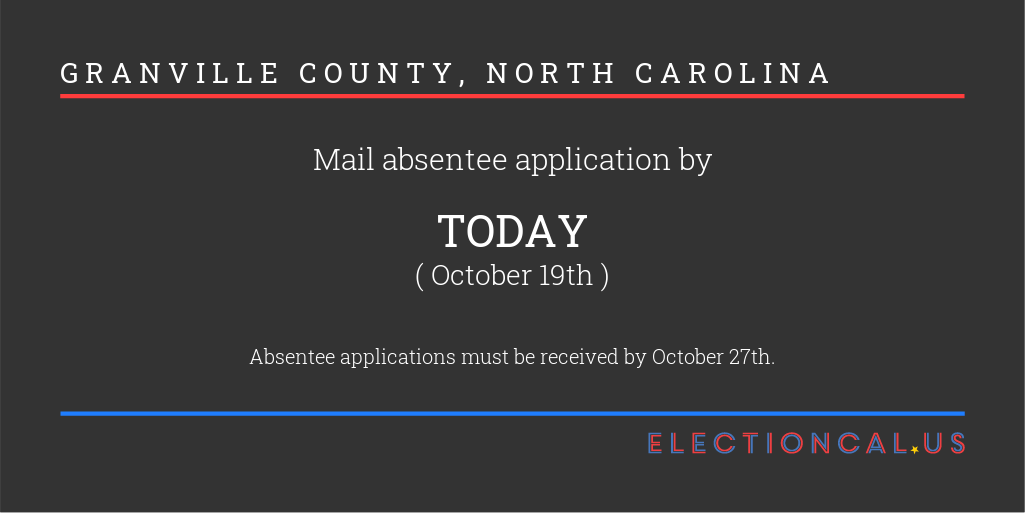 GRANVILLE COUNTY, NORTH CAROLINA
Mail absentee application by
TODAY
( October 19th )
Absentee applications must be received by October 27th.
ELECTIONCAL.US